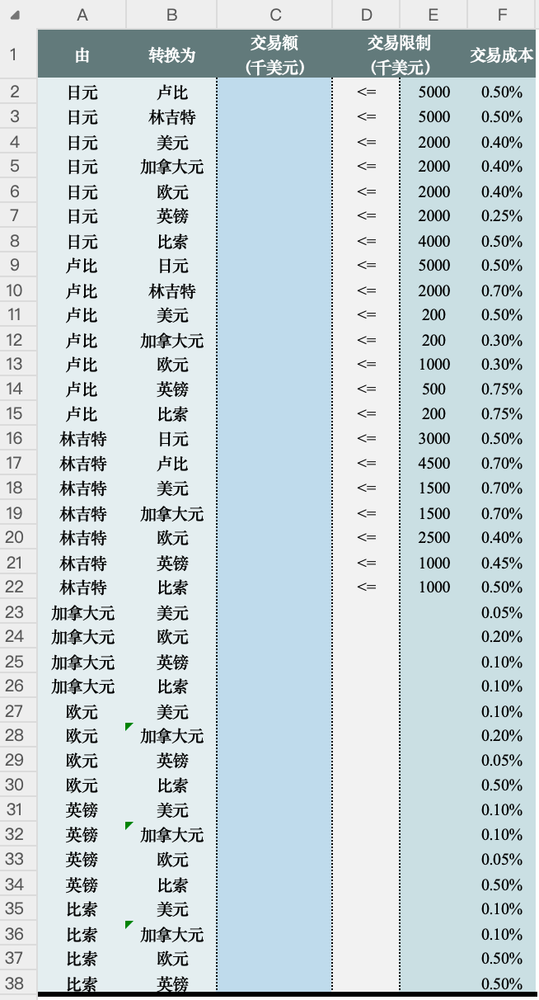 A B C D E F
1 由 转换为 交易额 交易限制 交易成本
(千美元) (千美元)
2 日元 卢比 <= 5000 0.50%
3 日元 林吉特 <= 5000 0.50%
4 日元 美元 <= 2000 0.40%
5 日元 加拿大元 <= 2000 0.40%
6 日元 欧元 <= 2000 0.40%
7 日元 英镑 <= 2000 0.25%
8 日元 比索 <= 4000 0.50%
9 卢比 日元 <= 5000 0.50%
10 卢比 林吉特 <= 2000 0.70%
11 卢比 美元 <= 200 0.50%
12 卢比 加拿大元 <= 200 0.30%
13 卢比 欧元 <= 1000 0.30%
14 卢比 英镑 <= 500 0.75%
15 卢比 比索 <= 200 0.75%
16 林吉特 日元 <= 3000 0.50%
17 林吉特 卢比 <= 4500 0.70%
18 林吉特 美元 <= 1500 0.70%
19 林吉特 加拿大元 <= 1500 0.70%
20 林吉特 欧元 <= 2500 0.40%
21 林吉特 英镑 <= 1000 0.45%
22 林吉特 比索 <= 1000 0.50%
23 加拿大元 美元 0.05%
24 加拿大元 欧元 0.20%
25 加拿大元 英镑 0.10%
26 加拿大元 比索 0.10%
27 欧元 美元 0.10%
28 欧元 加拿大元 0.20%
29 欧元 英镑 0.05%
30 欧元 比索 0.50%
31 英镑 美元 0.10%
32 英镑 加拿大元 0.10%
33 英镑 欧元 0.05%
34 英镑 比索 0.50%
35 比索 美元 0.10%
36 比索 加拿大元 0.10%
37 比索 欧元 0.50%
38 比索 英镑 0.50%